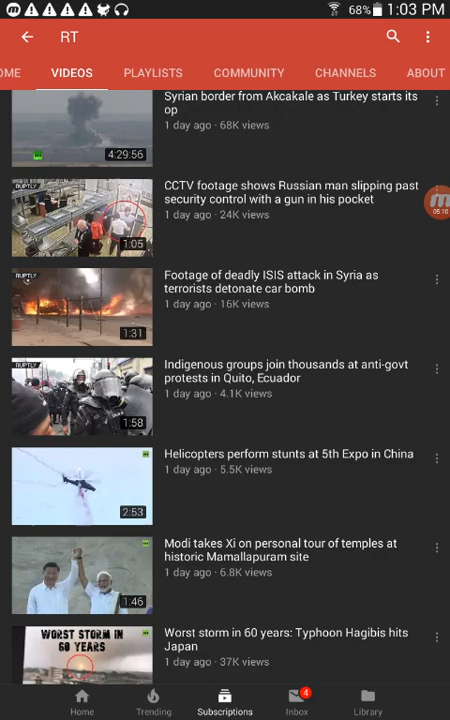 68% 1:03 PM
RT
OME VIDEOS PLAYLISTS COMMUNITY CHANNELS ABOUT
Syrian border from Akcakale as Turkey starts its
op
1 day ago · 68K views
4:29:56
RUPTLY
CCTV footage shows Russian man slipping past
security control with a gun in his pocket
1 day ago · 24K views
1:05
05:10
RUPTLY
Footage of deadly ISIS attack in Syria as
terrorists detonate car bomb
1 day ago · 16K views
1:31
RUPTLY
Indigenous groups join thousands at anti-govt
protests in Quito, Ecuador
1 day ago · 4.1K views
1:58
Helicopters perform stunts at 5th Expo in China
1 day ago · 5.5K views
2:53
Modi takes Xi on personal tour of temples at
historic Mamallapuram site
1 day ago · 6.8K views
1:46
WORST STORM IN
60 YEARS
Worst storm in 60 years: Typhoon Hagibis hits
Japan
1 day ago · 37K views
4
Home Trending Subscriptions Inbox Library